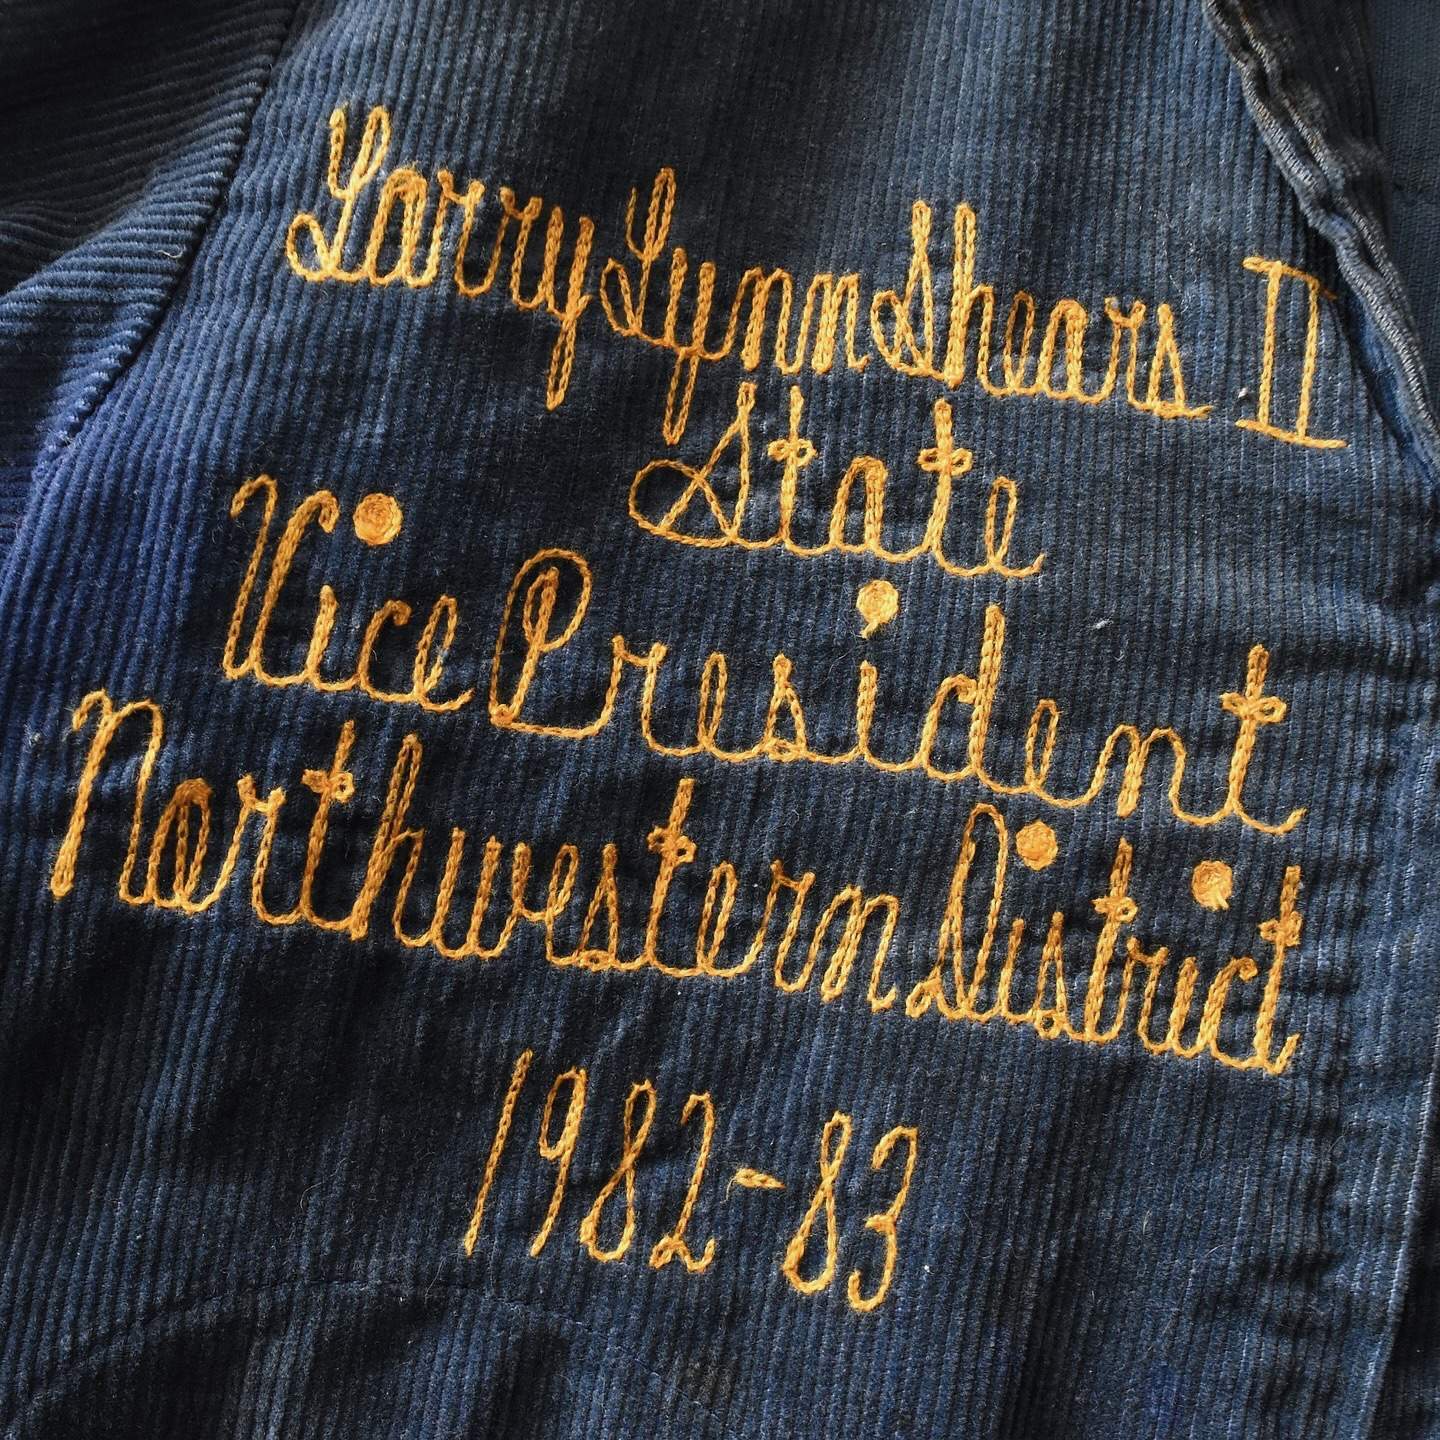 Larry Lynn Shears II
State
Vice President
Northwestern District
1982-83